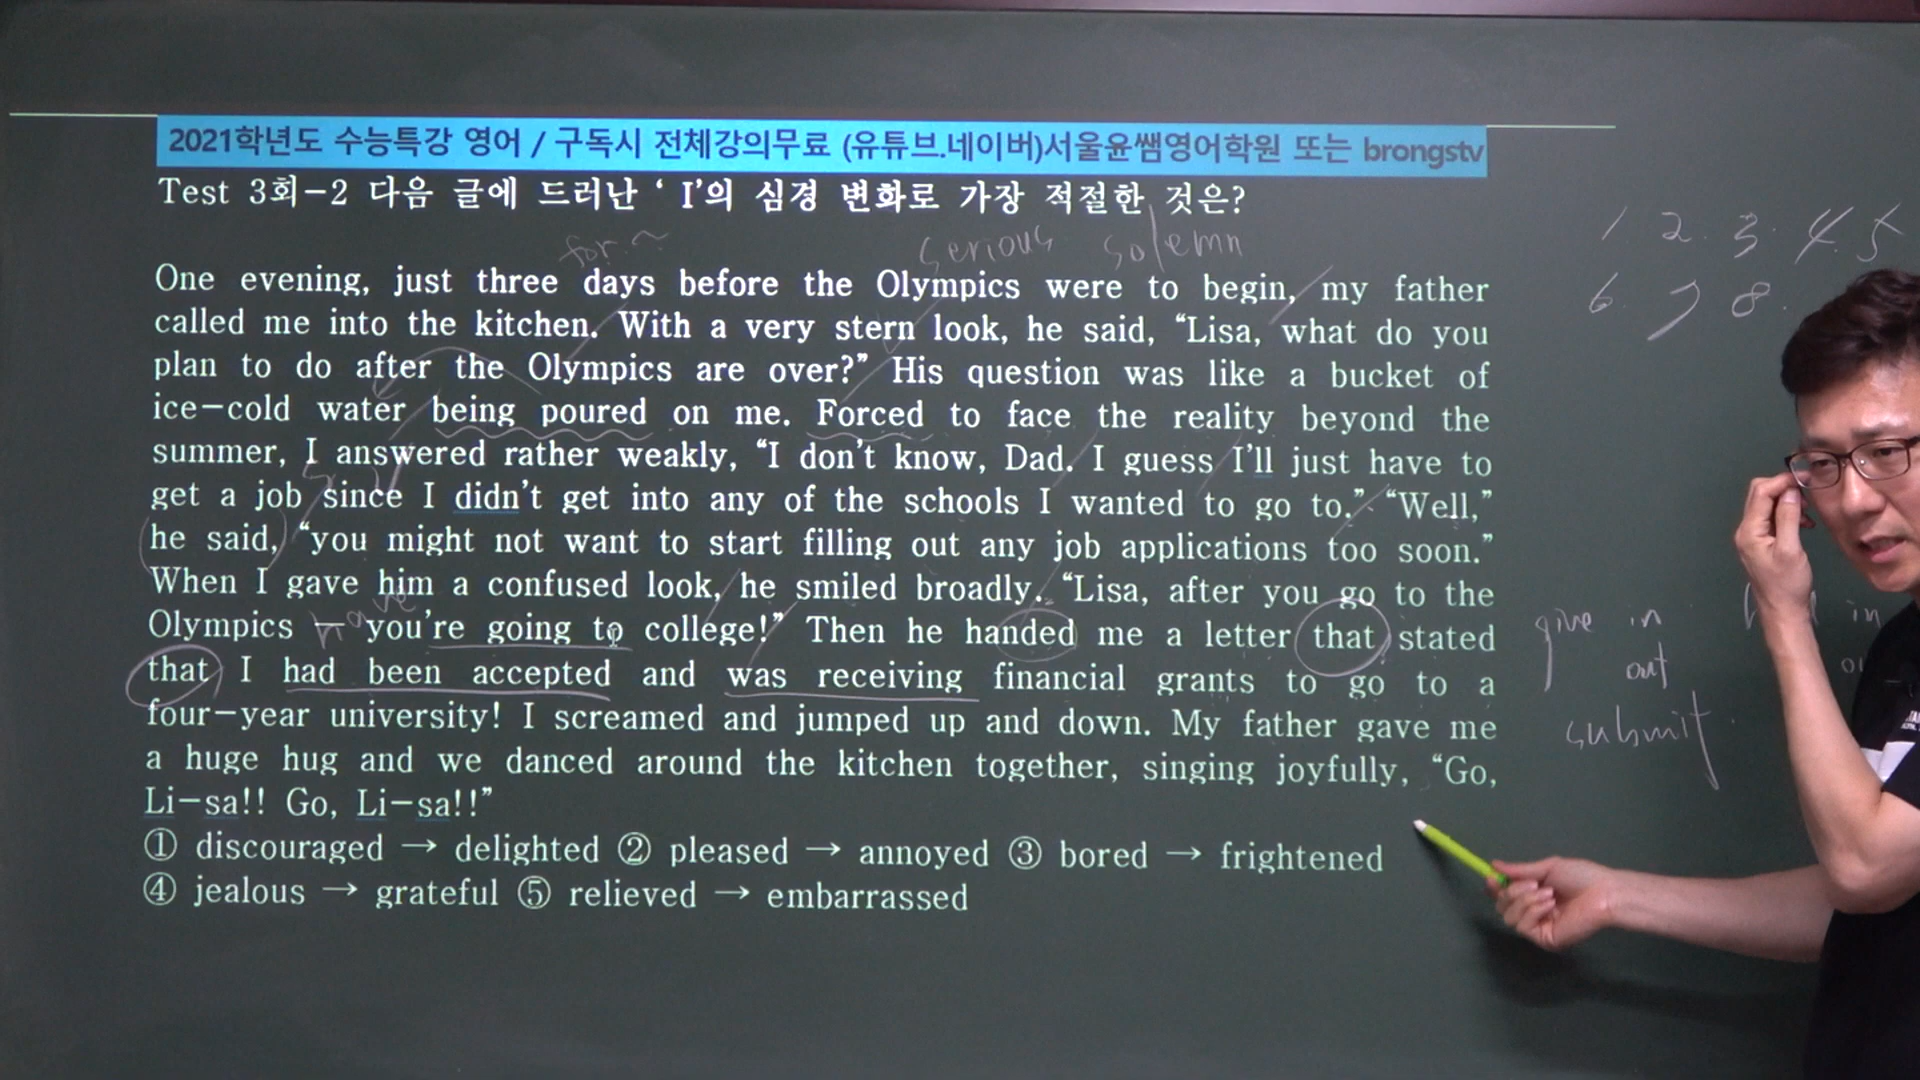 2021학년도 수능특강 영어 / 구독시 전체강의무료 (유튜브.네이버)서울윤쌤영어학원 또는 brongstv
Test 3회-2 다음 글에 드러난 ‘ I’의 심경 변화로 가장 적절한 것은?
for ~ serious solemn
1. 2. 3. 4. 5
6. 7 8.
One evening, just three days before the Olympics were to begin, my father
called me into the kitchen. With a very stern look, he said, “Lisa, what do you
plan to do after the Olympics are over?” His question was like a bucket of
ice-cold water being poured on me. Forced to face the reality beyond the
summer, I answered rather weakly, “I don’t know, Dad. I guess I’ll just have to
get a job since I didn’t get into any of the schools I wanted to go to.” “Well,”
he said, “you might not want to start filling out any job applications too soon.”
When I gave him a confused look, he smiled broadly. “Lisa, after you go to the
Olympics — you’re going to college!” Then he handed me a letter that stated
that I had been accepted and was receiving financial grants to go to a
four-year university! I screamed and jumped up and down. My father gave me
a huge hug and we danced around the kitchen together, singing joyfully, “Go,
Li-sa!! Go, Li-sa!!”
① discouraged → delighted ② pleased → annoyed ③ bored → frightened
④ jealous → grateful ⑤ relieved → embarrassed
give in
out
submit
in